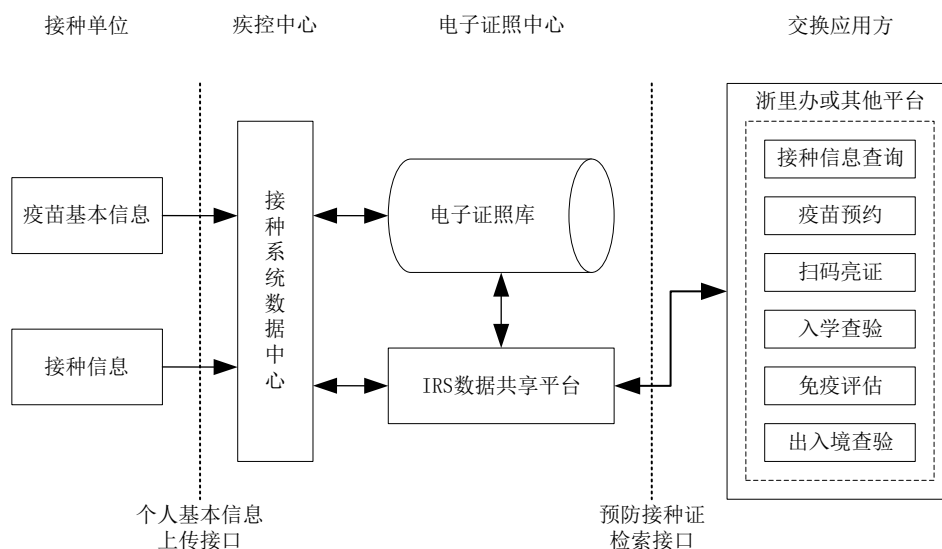 接种单位
疾控中心
电子证照中心
交换应用方
浙里办或其他平台
疫苗基本信息
接种信息
接种系统数据中心
电子证照库
IRS数据共享平台
接种信息查询
疫苗预约
扫码亮证
入学查验
免疫评估
出入境查验
个人基本信息
上传接口
预防接种证
检索接口